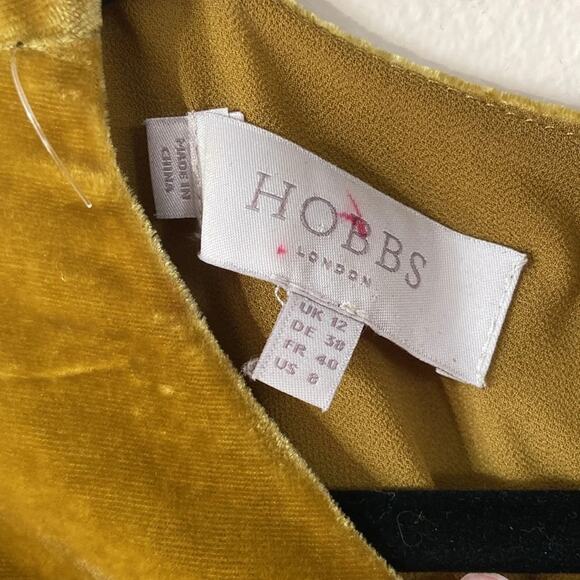 MADE IN
CHINA
HOBBS
LONDON
UK 12
DE 38
FR 40
US 8